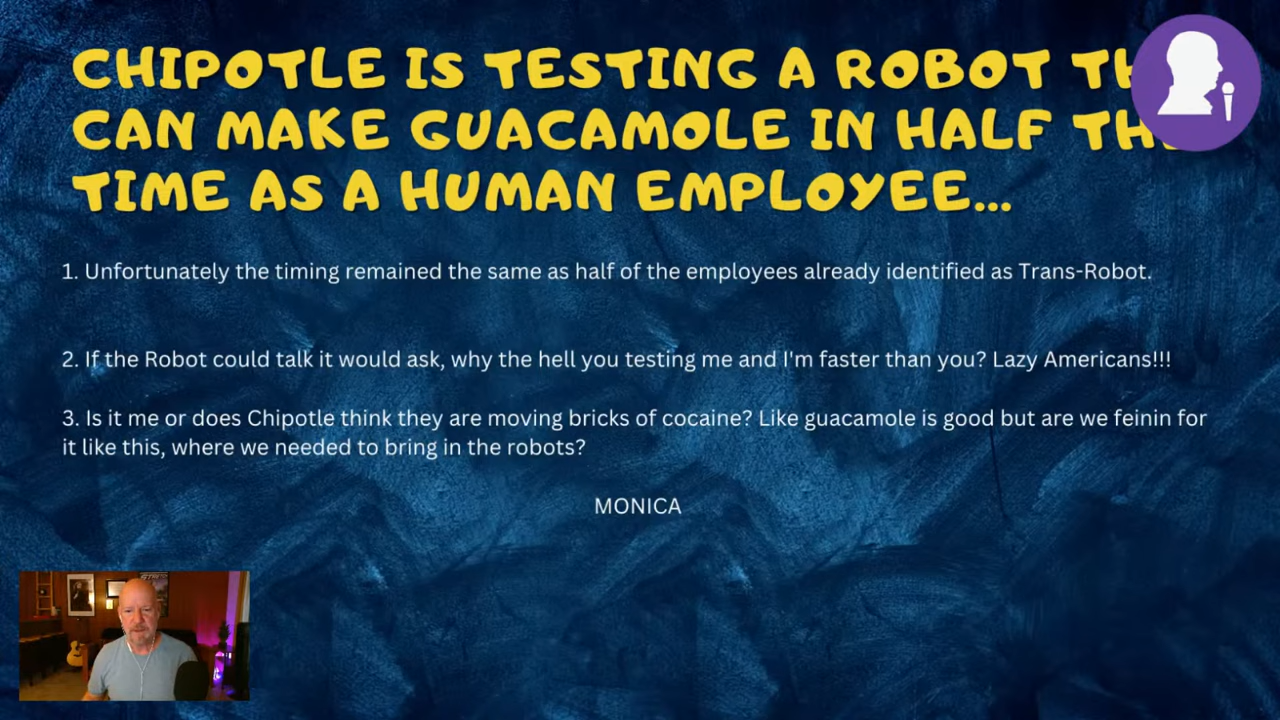 CHIPOTLE IS TESTING A ROBOT
CAN MAKE GUACAMOLE IN HALF
TIME AS A HUMAN EMPLOYEE...
1. Unfortunately the timing remained the same as half of the employees already identified as Trans-Robot.
2. If the Robot could talk it would ask, why the hell you testing me and I'm faster than you? Lazy Americans!!!
3. Is it me or does Chipotle think they are moving bricks of cocaine? Like guacamole is good but are we feinin for
it like this, where we needed to bring in the robots?
MONICA